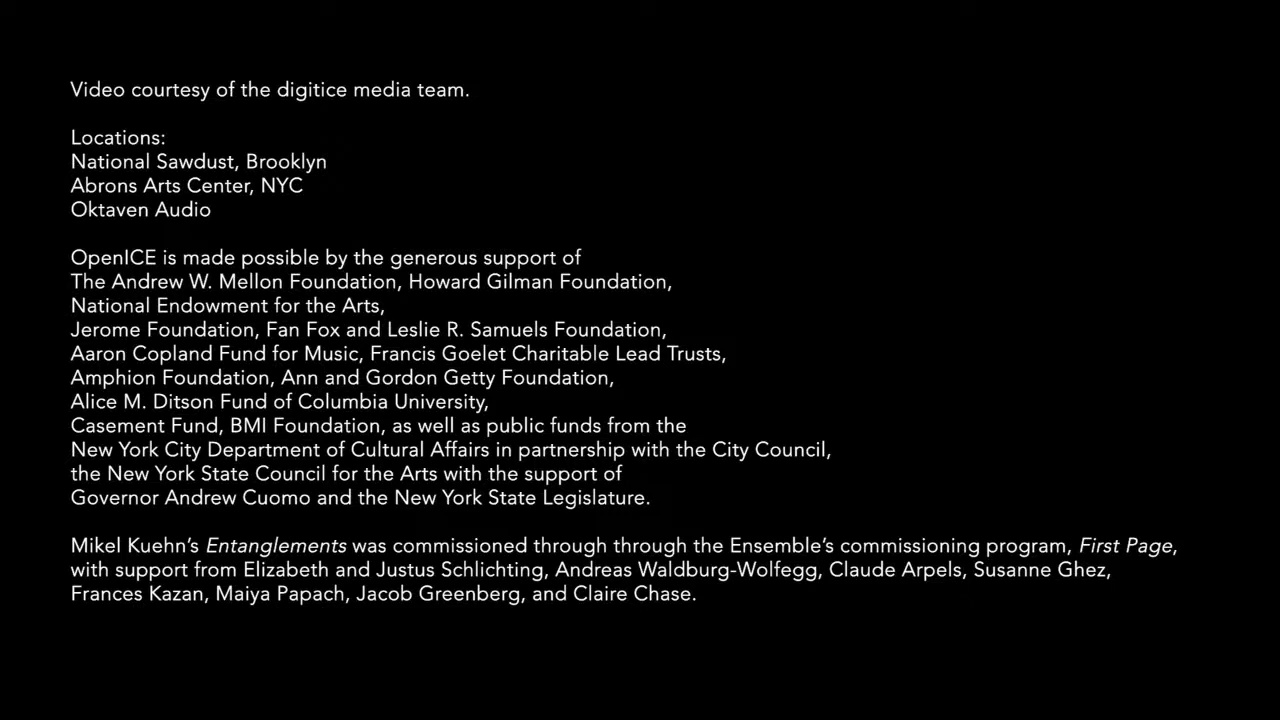 Video courtesy of the digitice media team.
Locations:
National Sawdust, Brooklyn
Abrons Arts Center, NYC
Oktaven Audio
OpenICE is made possible by the generous support of
The Andrew W. Mellon Foundation, Howard Gilman Foundation,
National Endowment for the Arts,
Jerome Foundation, Fan Fox and Leslie R. Samuels Foundation,
Aaron Copland Fund for Music, Francis Goelet Charitable Lead Trusts,
Amphion Foundation, Ann and Gordon Getty Foundation,
Alice M. Ditson Fund of Columbia University,
Casement Fund, BMI Foundation, as well as public funds from the
New York City Department of Cultural Affairs in partnership with the City Council,
the New York State Council for the Arts with the support of
Governor Andrew Cuomo and the New York State Legislature.
Mikel Kuehn’s Entanglements was commissioned through through the Ensemble’s commissioning program, First Page,
with support from Elizabeth and Justus Schlichting, Andreas Waldburg-Wolfegg, Claude Arpels, Susanne Ghez,
Frances Kazan, Maiya Papach, Jacob Greenberg, and Claire Chase.